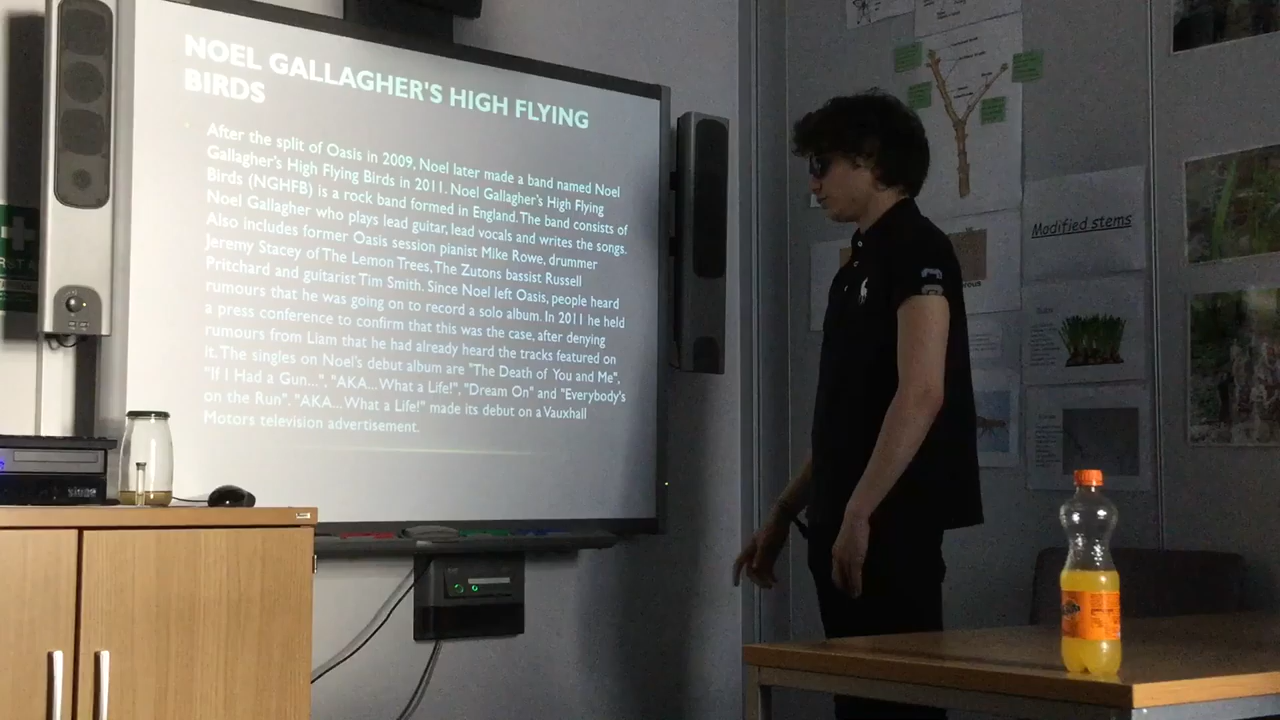 NOEL GALLAGHER'S HIGH FLYING
BIRDS
After the split of Oasis in 2009, Noel later made a band named Noel
Gallagher's High Flying Birds in 2011. Noel Gallagher's High Flying
Birds (NGHFB) is a rock band formed in England. The band consists of
Noel Gallagher who plays lead guitar, lead vocals and writes the songs.
Also includes former Oasis session pianist Mike Rowe, drummer
Jeremy Stacey of The Lemon Trees, The Zutons bassist Russell
Pritchard and guitarist Tim Smith. Since Noel left Oasis, people heard
rumours that he was going on to record a solo album. In 2011 he held
a press conference to confirm that this was the case, after denying
rumours from Liam that he had already heard the tracks featured on
it. The singles on Noel's debut album are "The Death of You and Me",
"If I Had a Gun...", "AKA...What a Life!", "Dream On" and "Everybody's
on the Run". "AKA...What a Life!" made its debut on a Vauxhall
Motors television advertisement.
Modified stems